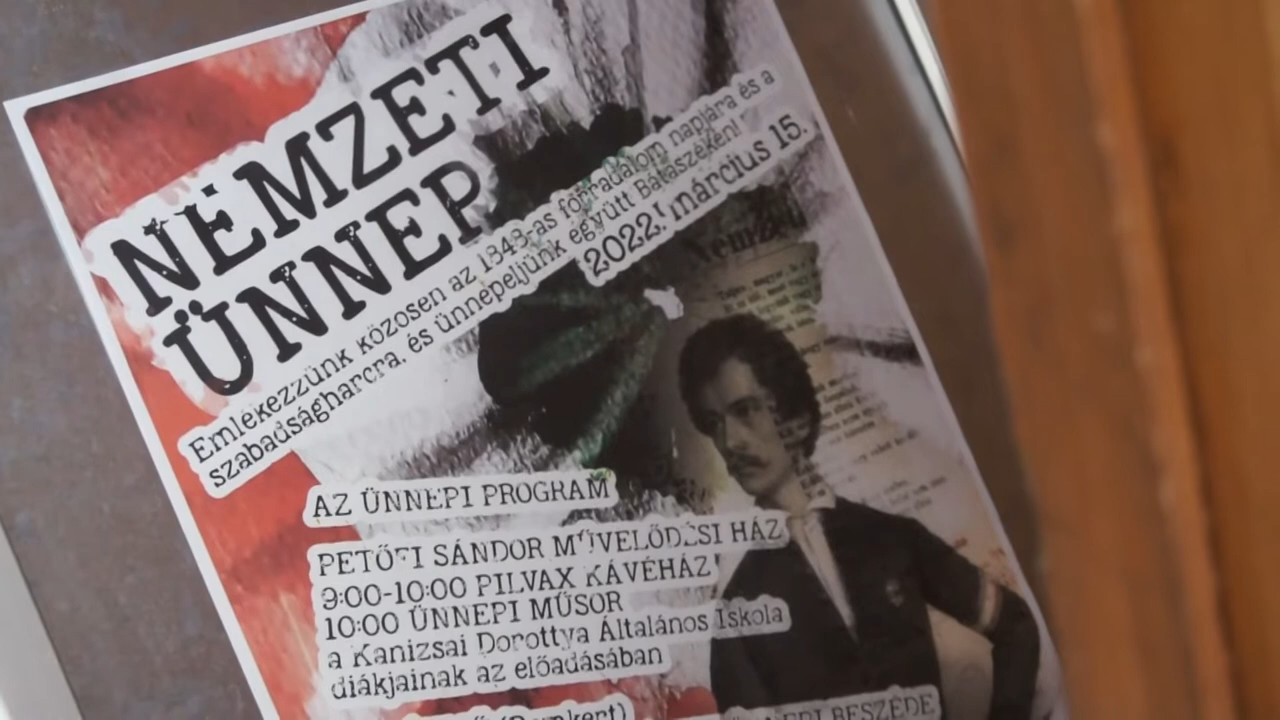 NEMZETI
ÜNNEP
Emlékezzünk közösen az 1848-as forradalom napjára és a
szabadságharcra, és ünnepeljünk együtt Bátaszéken!
2022. március 15.
Nemzeti
AZ ÜNNEPI PROGRAM
PETŐFI SÁNDOR MŰVELŐDÉSI HÁZ
9:00-10:00 PILVAX KÁVÉHÁZ
10:00 ÜNNEPI MŰSOR
a Kanizsai Dorottya Általános Iskola
diákjainak az előadásában
BESZÉDE